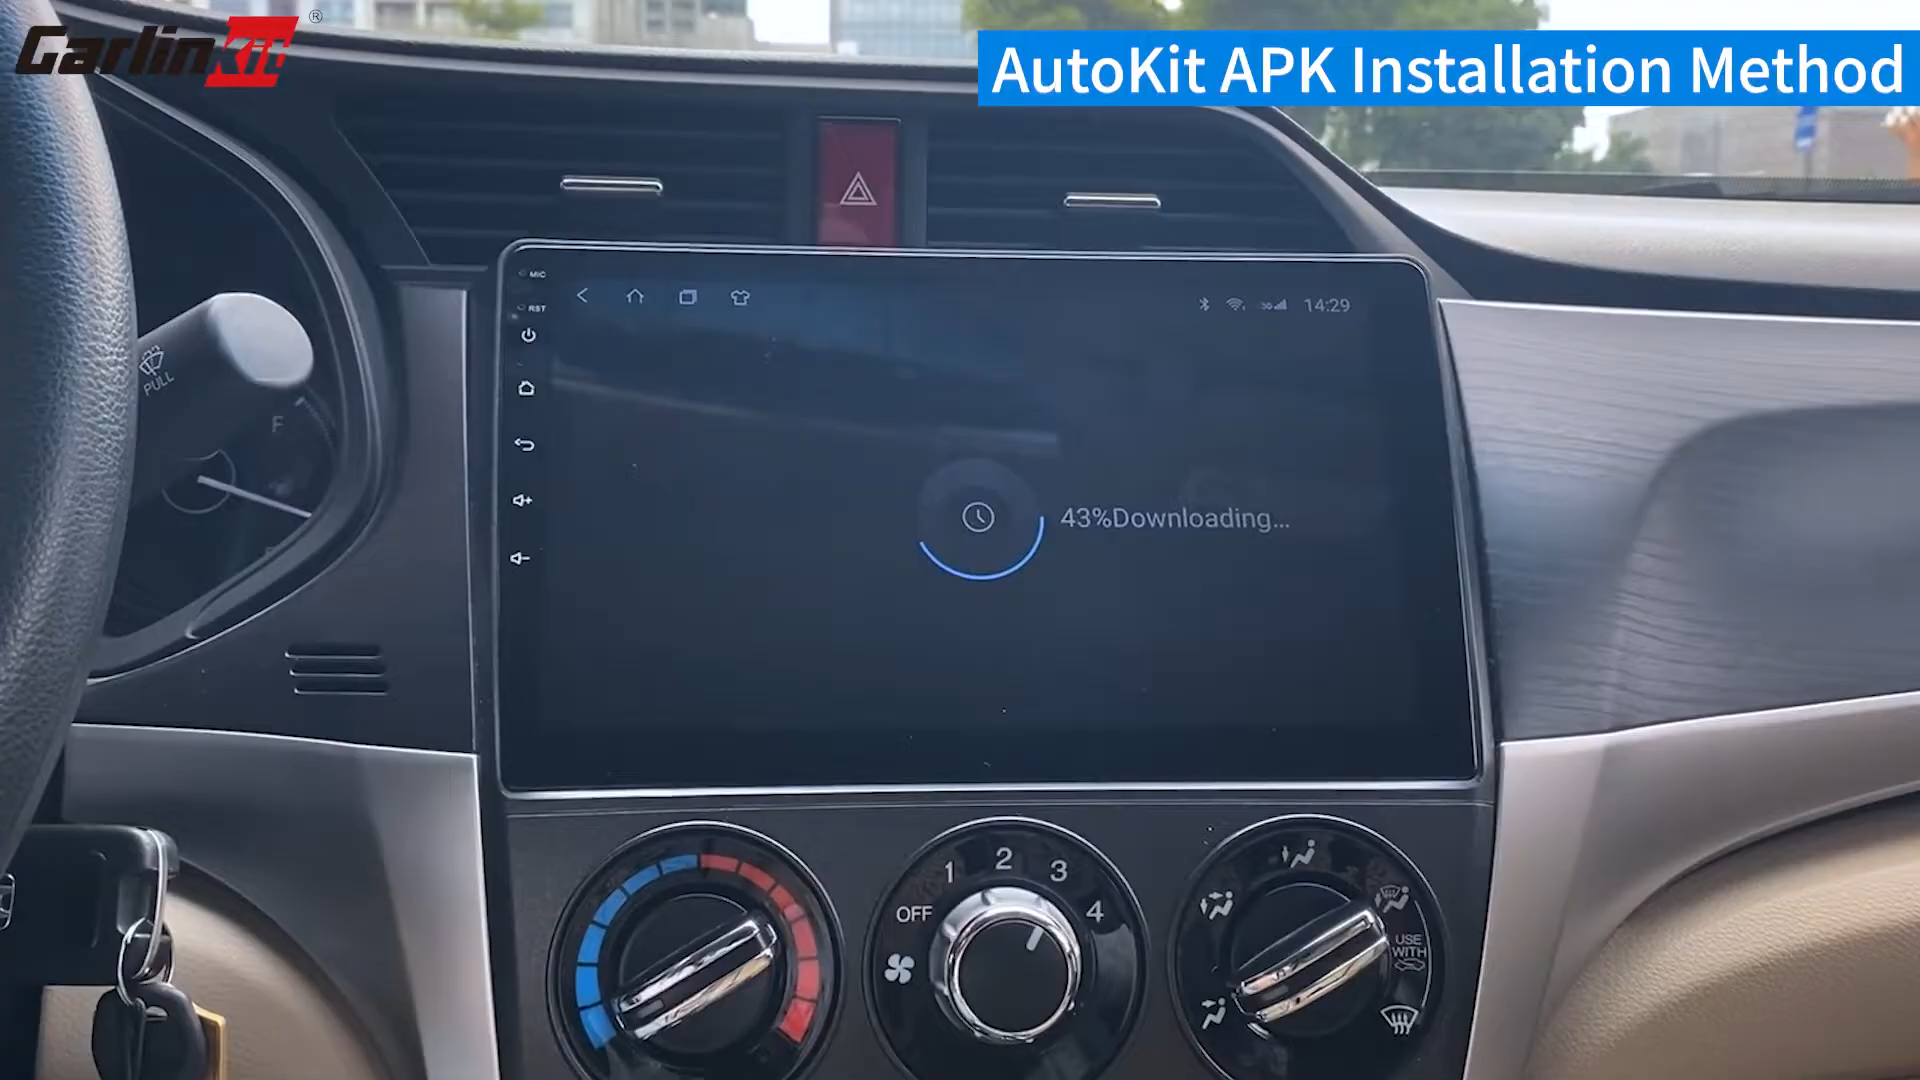 Carlinkit®
AutoKit APK Installation Method
MIC
RST
14:29
43%Downloading...
PULL
F
OFF
1
2
3
4
USE
WITH